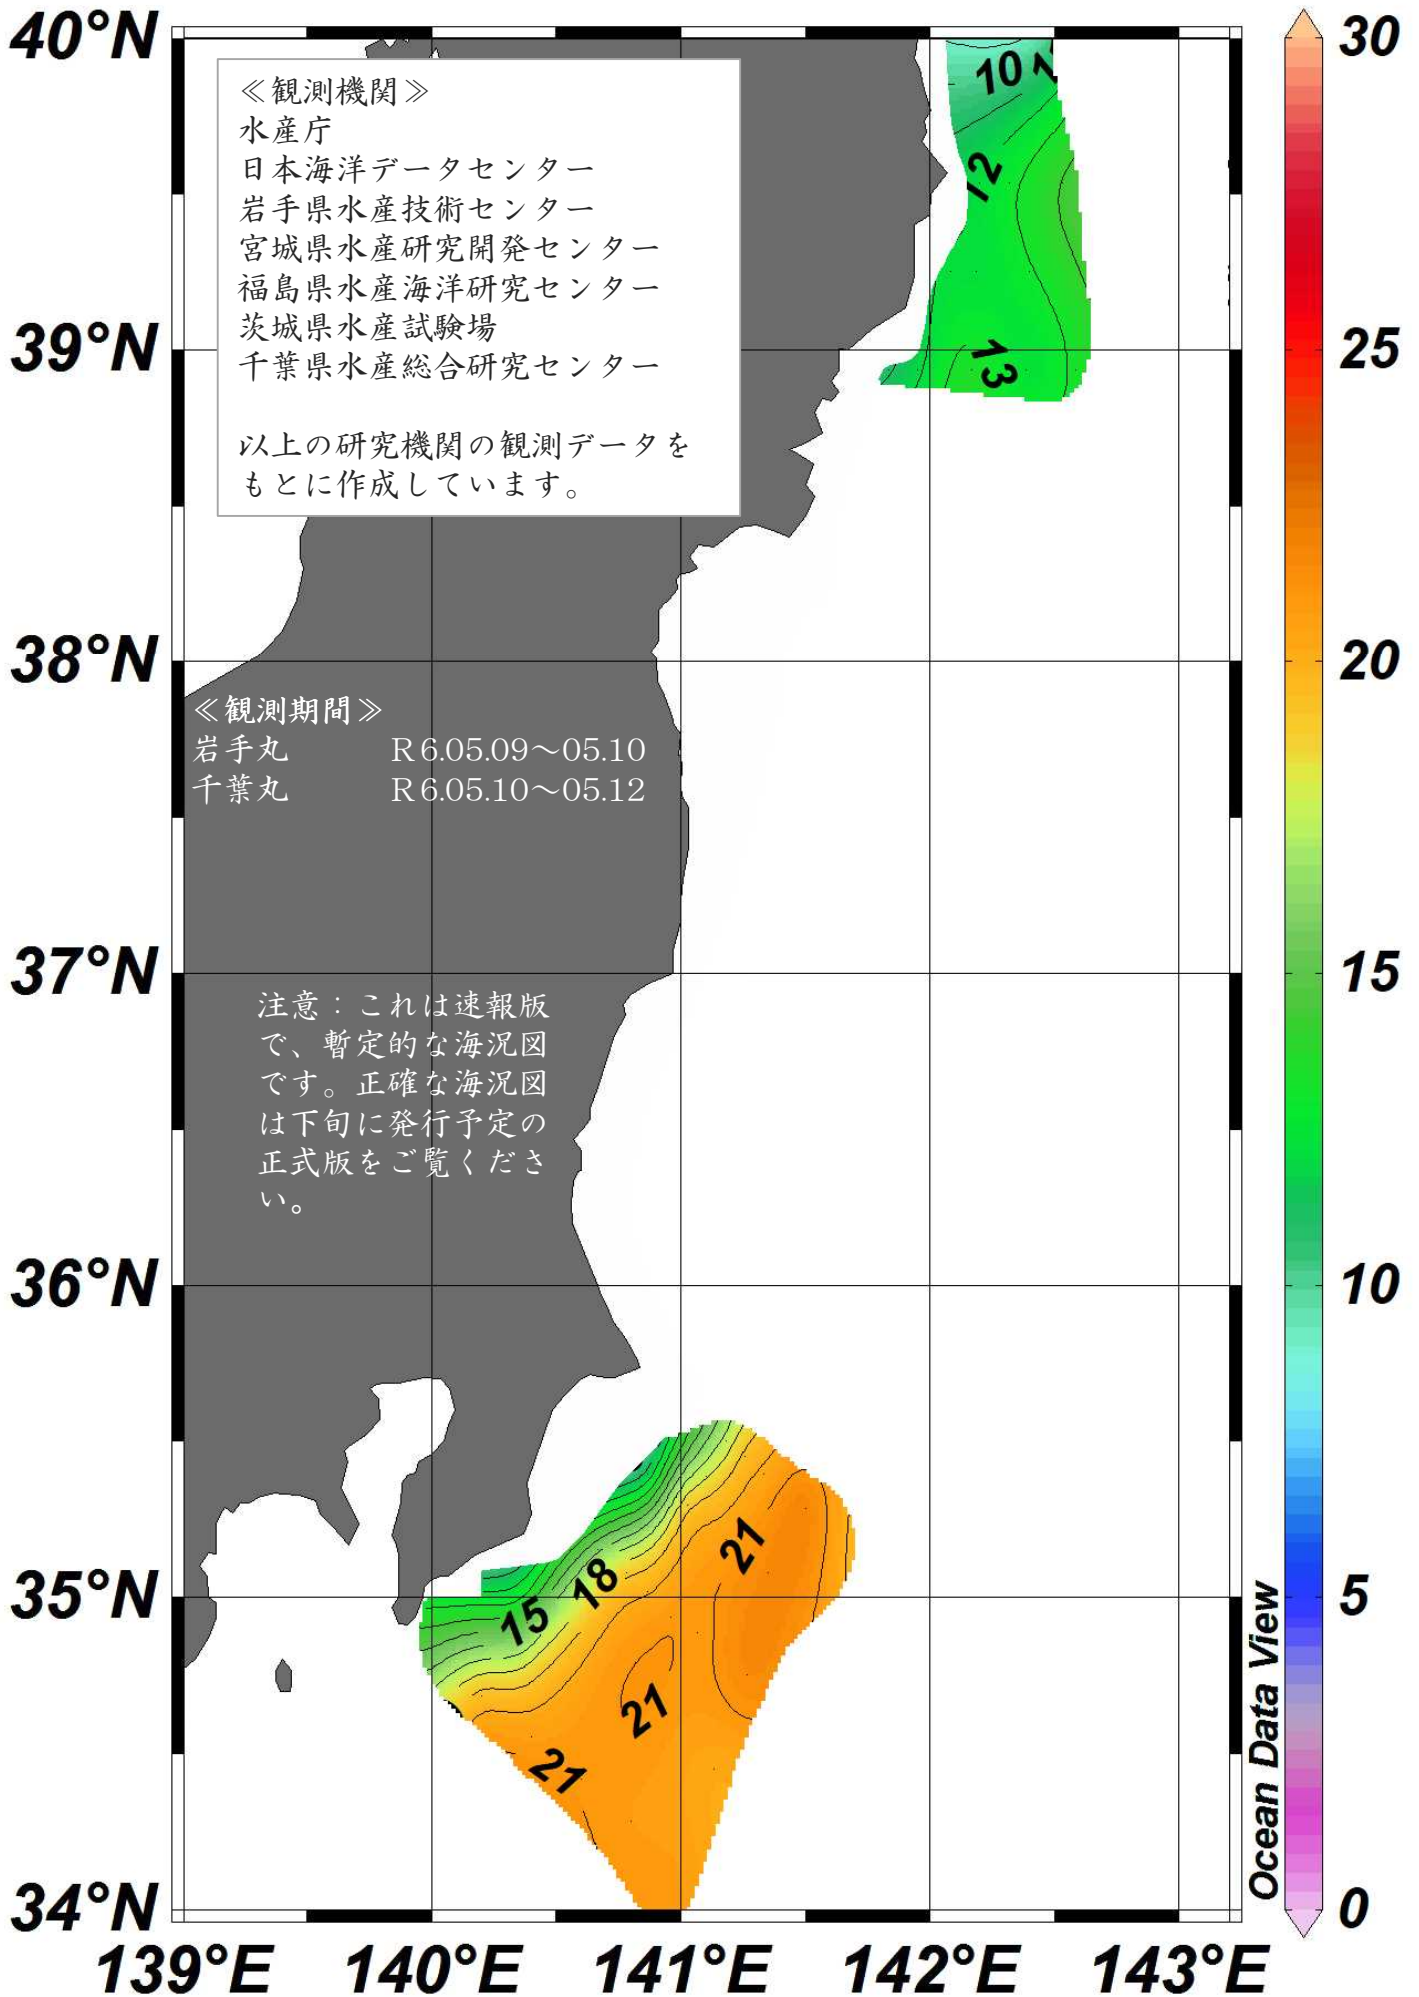 40°N
39°N
38°N
37°N
36°N
35°N
34°N
139°E 140°E 141°E 142°E 143°E
≪観測機関≫
水産庁
日本海洋データセンター
岩手県水産技術センター
宮城県水産研究開発センター
福島県水産海洋研究センター
茨城県水産試験場
千葉県水産総合研究センター
以上の研究機関の観測データを
もとに作成しています。
≪観測期間≫
岩手丸 R6.05.09～05.10
千葉丸 R6.05.10～05.12
注意：これは速報版
で、暫定的な海況図
です。正確な海況図
は下旬に発行予定の
正式版をご覧くださ
い。
10
12
13
21
18
15
21
21
30
25
20
15
10
5
0
Ocean Data View